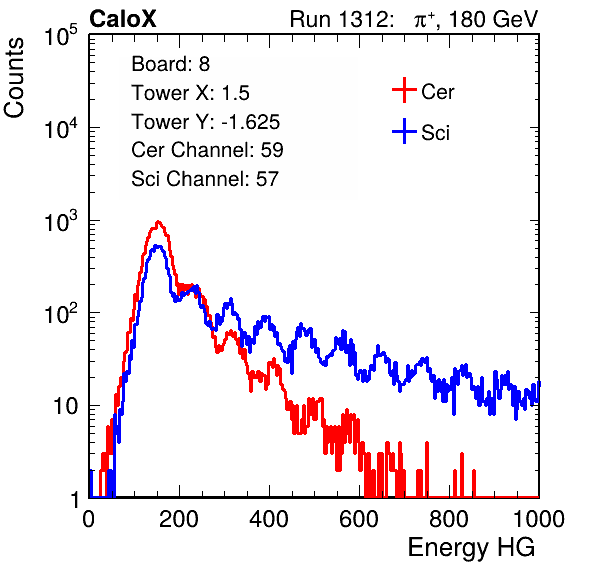 CaloX Run 1312: π⁺, 180 GeV
Counts
10⁵
10⁴
10³
10²
10
1
Board: 8
Tower X: 1.5
Tower Y: -1.625
Cer Channel: 59
Sci Channel: 57
Cer
Sci
0 200 400 600 800 1000
Energy HG